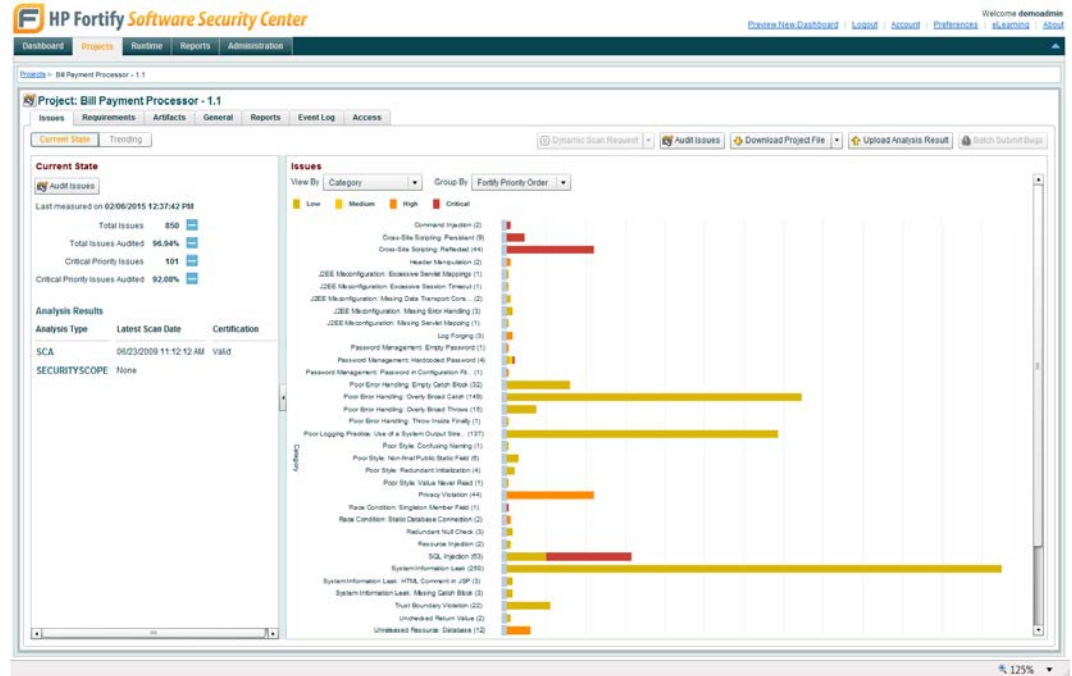 HP Fortify Software Security Center
Welcome demoadmin
Preview New Dashboard | Logout | Account | Preferences | eLearning | About
Dashboard Projects Runtime Reports Administration
Projects > Bill Payment Processor - 1.1
Project: Bill Payment Processor - 1.1
Issues Requirements Artifacts General Reports Event Log Access
Current State Trending
Dynamic Scan Request Audit Issues Download Project File Upload Analysis Result Batch Submit Bugs
Current State
Audit Issues
Last measured on 02/06/2015 12:37:42 PM
Total Issues 850
Total Issues Audited 96.94%
Critical Priority Issues 101
Critical Priority Issues Audited 92.08%
Analysis Results
Analysis Type Latest Scan Date Certification
SCA 06/23/2009 11:12:12 AM Valid
SECURITYSCOPE None
Issues
View By Category Group By Fortify Priority Order
Low Medium High Critical
Category
Command Injection (2)
Cross-Site Scripting: Persistent (9)
Cross-Site Scripting: Reflected (44)
Header Manipulation (2)
J2EE Misconfiguration: Excessive Servlet Mappings (1)
J2EE Misconfiguration: Excessive Session Timeout (1)
J2EE Misconfiguration: Missing Data Transport Cons... (2)
J2EE Misconfiguration: Missing Error Handling (3)
J2EE Misconfiguration: Missing Servlet Mapping (1)
Log Forging (3)
Password Management: Empty Password (1)
Password Management: Hardcoded Password (4)
Password Management: Password in Configuration Fil... (1)
Poor Error Handling: Empty Catch Block (32)
Poor Error Handling: Overly Broad Catch (149)
Poor Error Handling: Overly Broad Throws (15)
Poor Error Handling: Throw Inside Finally (1)
Poor Logging Practice: Use of a System Output Stre... (137)
Poor Style: Confusing Naming (1)
Poor Style: Non-final Public Static Field (6)
Poor Style: Redundant Initialization (4)
Poor Style: Value Never Read (1)
Privacy Violation (44)
Race Condition: Singleton Member Field (1)
Race Condition: Static Database Connection (2)
Redundant Null Check (3)
Resource Injection (2)
SQL Injection (63)
System Information Leak (250)
System Information Leak: HTML Comment in JSP (3)
System Information Leak: Missing Catch Block (3)
Trust Boundary Violation (22)
Unchecked Return Value (2)
Unreleased Resource: Database (12)
125%